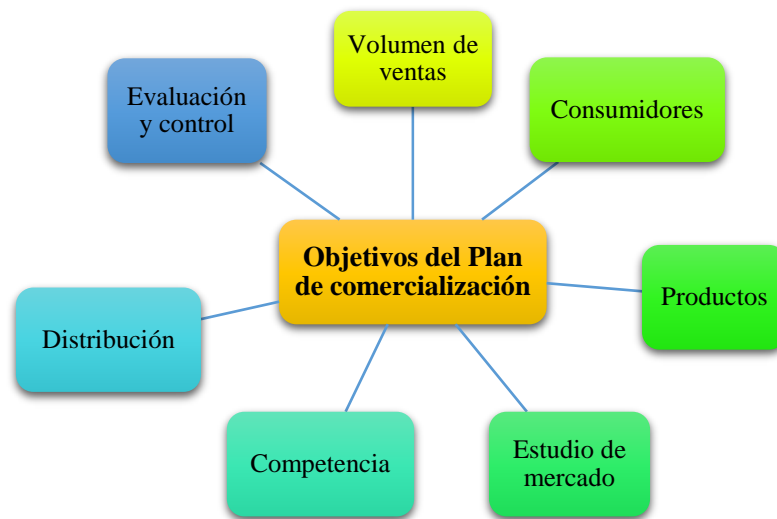 Volumen de
ventas
Evaluación
y control
Consumidores
Objetivos del Plan
de comercialización
Productos
Distribución
Competencia
Estudio de
mercado